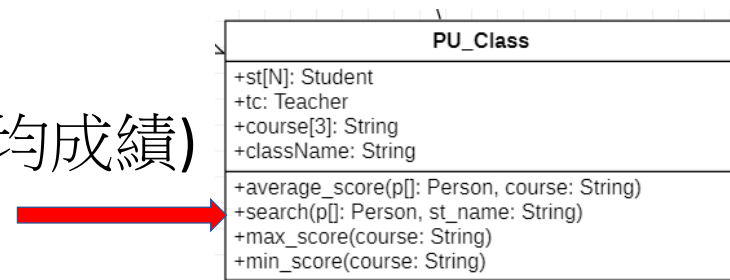 PU_Class
+st[N]: Student
+tc: Teacher
+course[3]: String
+className: String
均成績)
+average_score(p[]: Person, course: String)
+search(p[]: Person, st_name: String)
+max_score(course: String)
+min_score(course: String)